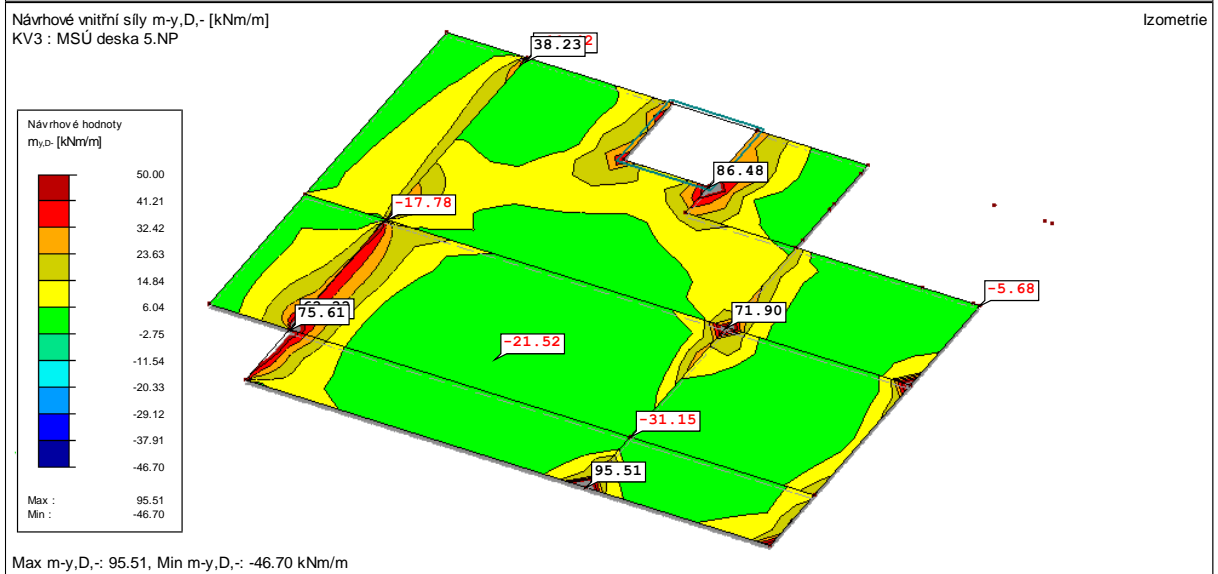 Návrhové vnitřní síly m-y,D,- [kNm/m]
Izometrie
KV3 : MSÚ deska 5.NP
38.23
Návrhové hodnoty
my,D- [kNm/m]
50.00
41.21
32.42
23.63
14.84
6.04
-2.75
-11.54
-20.33
-29.12
-37.91
-46.70
Max : 95.51
Min : -46.70
86.48
-17.78
-5.68
75.61
71.90
-21.52
-31.15
95.51
Max m-y,D,-: 95.51, Min m-y,D,-: -46.70 kNm/m